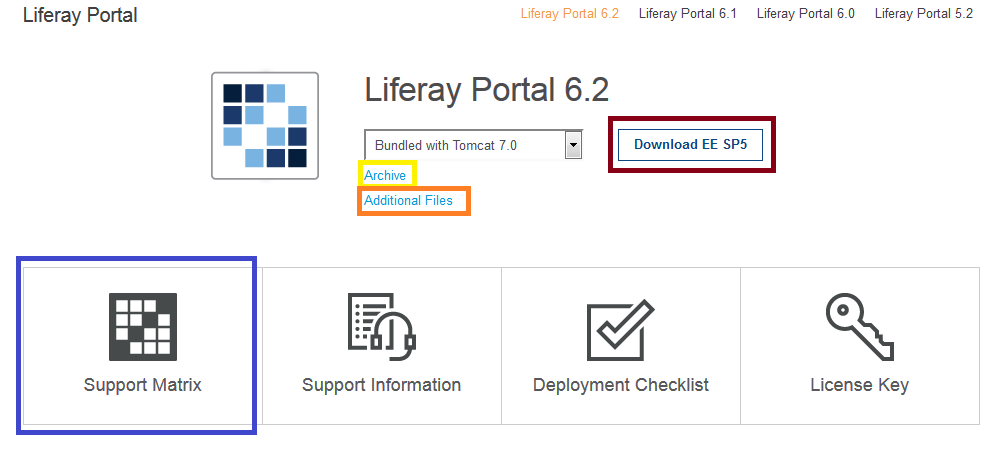 Liferay Portal
Liferay Portal 6.2 Liferay Portal 6.1 Liferay Portal 6.0 Liferay Portal 5.2
Liferay Portal 6.2
Bundled with Tomcat 7.0
Download EE SP5
Archive
Additional Files
Support Matrix
Support Information
Deployment Checklist
License Key